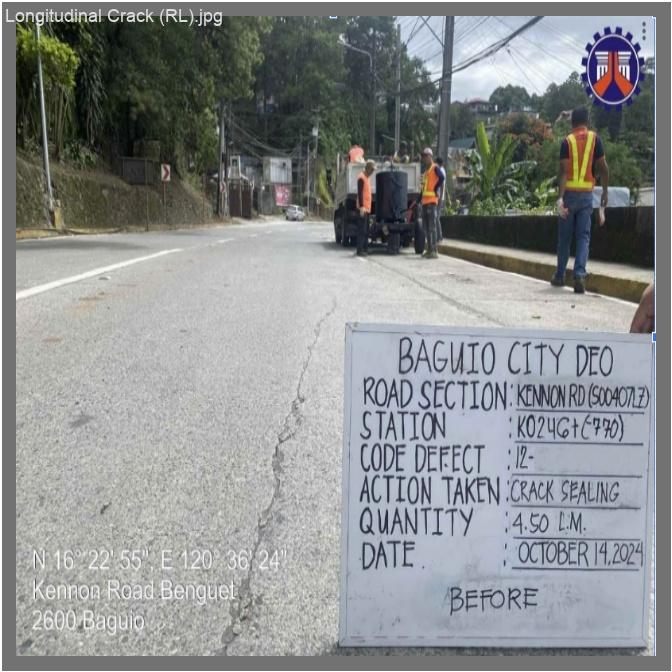 Longitudinal Crack (RL).jpg
BAGUIO CITY DEO
ROAD SECTION: KENNON RD (S00407LZ)
STATION : K0246+(-770)
CODE DEFECT : 12-
ACTION TAKEN : CRACK SEALING
QUANTITY : 4.50 L.M.
DATE : OCTOBER 14, 2024
BEFORE
N 16° 22' 55", E 120° 36' 24"
Kennon Road Benguet
2600 Baguio